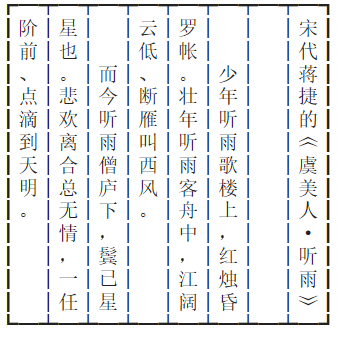 宋代蒋捷的《虞美人·听雨》
少年听雨歌楼上，红烛昏
罗帐。壮年听雨客舟中，江阔
云低、断雁叫西风。
而今听雨僧庐下，鬓已星
星也。悲欢离合总无情，一任
阶前、点滴到天明。